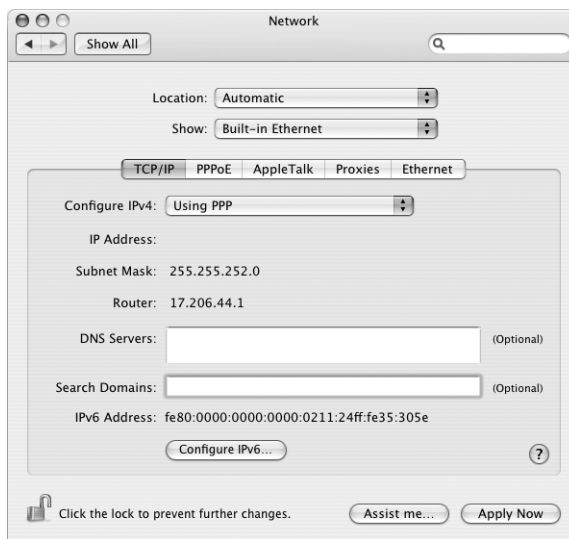 Network
Show All
Location: Automatic
Show: Built-in Ethernet
TCP/IP PPPoE AppleTalk Proxies Ethernet
Configure IPv4: Using PPP
IP Address:
Subnet Mask: 255.255.252.0
Router: 17.206.44.1
DNS Servers: (Optional)
Search Domains: (Optional)
IPv6 Address: fe80:0000:0000:0000:0211:24ff:fe35:305e
Configure IPv6...
?
Click the lock to prevent further changes. Assist me... Apply Now